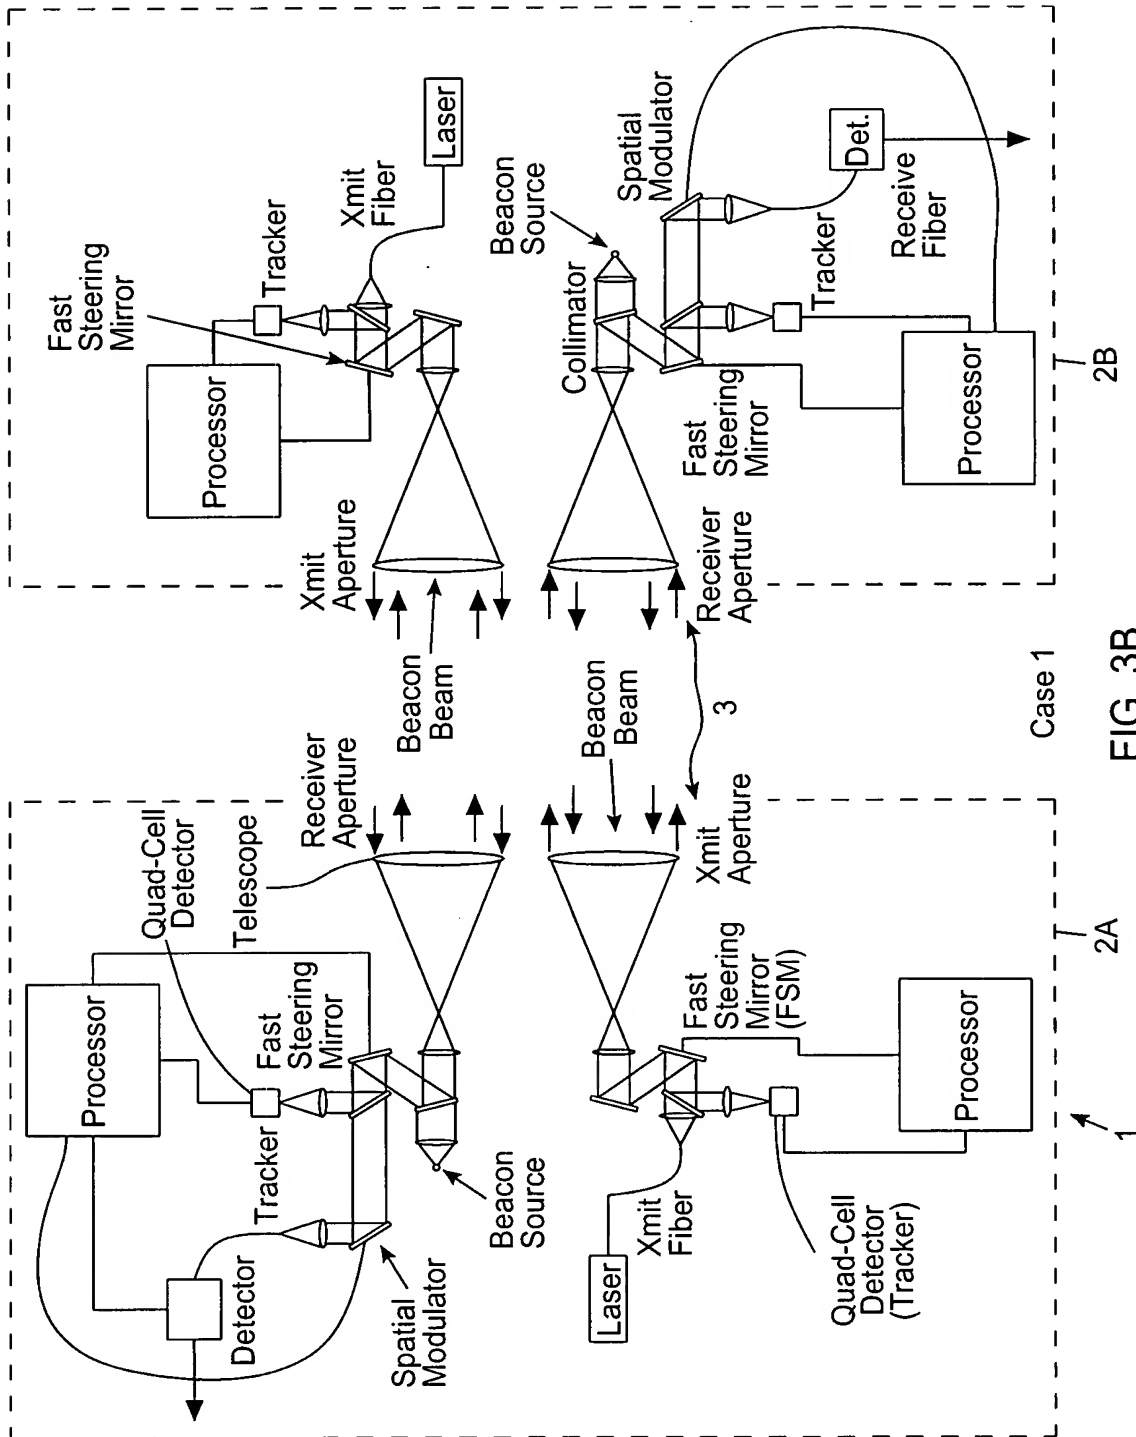 Processor
Quad-Cell
Detector
Telescope
Receiver
Aperture
Fast
Steering
Mirror
Tracker
Detector
Spatial
Modulator
Beacon
Source
Laser
Xmit
Fiber
Quad-Cell
Detector
(Tracker)
Fast
Steering
Mirror
(FSM)
Xmit
Aperture
Processor
1
2A
Beacon
Beam
Beacon
Beam
3
Fast
Steering
Mirror
Processor
Tracker
Xmit
Fiber
Laser
Xmit
Aperture
Beacon
Source
Collimator
Spatial
Modulator
Fast
Steering
Mirror
Receiver
Aperture
Tracker
Det.
Receive
Fiber
Processor
2B
Case 1
FIG 3B